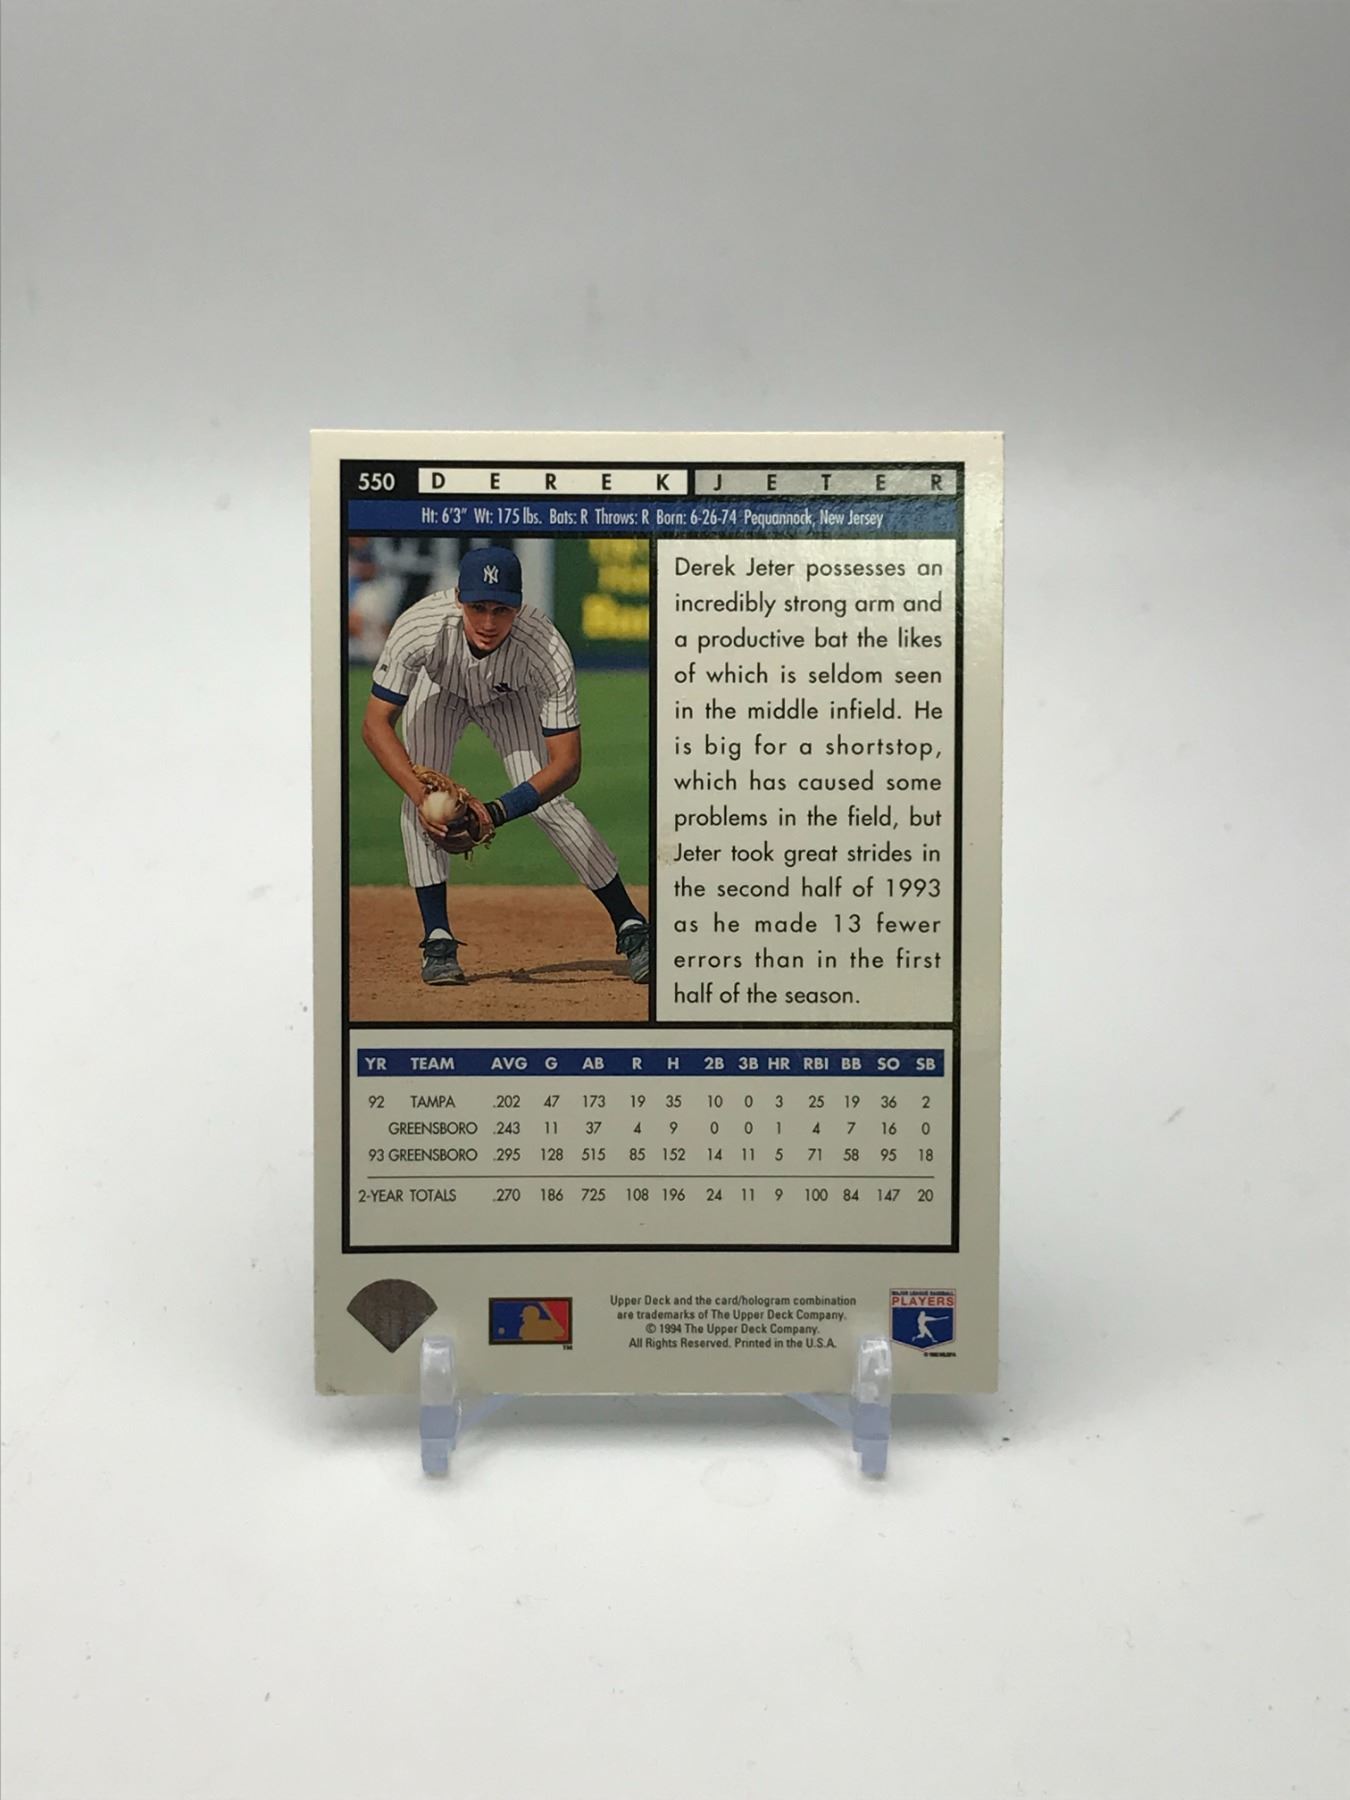 550 DEREK JETER
Ht: 6'3" Wt: 175 lbs. Bats: R Throws: R Born: 6-26-74 Pequannock, New Jersey
NY
Derek Jeter possesses an
incredibly strong arm and
a productive bat the likes
of which is seldom seen
in the middle infield. He
is big for a shortstop,
which has caused some
problems in the field, but
Jeter took great strides in
the second half of 1993
as he made 13 fewer
errors than in the first
half of the season.
YR TEAM AVG G AB R H 2B 3B HR RBI BB SO SB
92 TAMPA .202 47 173 19 35 10 0 3 25 19 36 2
GREENSBORO .243 11 37 4 9 0 0 1 4 7 16 0
93 GREENSBORO .295 128 515 85 152 14 11 5 71 58 95 18
2-YEAR TOTALS .270 186 725 108 196 24 11 9 100 84 147 20
Upper Deck and the card/hologram combination
are trademarks of The Upper Deck Company.
© 1994 The Upper Deck Company.
All Rights Reserved. Printed in the U.S.A.
TM
MAJOR LEAGUE BASEBALL
PLAYERS